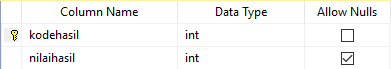 Column Name Data Type Allow Nulls
kodehasil int
nilaihasil int